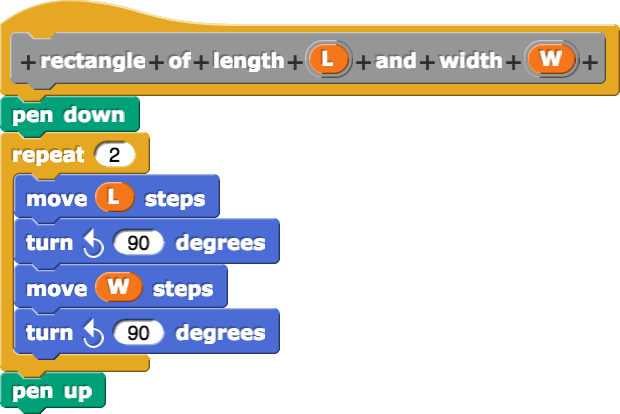 +rectangle+of+length+ L +and+width+ W +
pen down
repeat 2
move L steps
turn 90 degrees
move W steps
turn 90 degrees
pen up